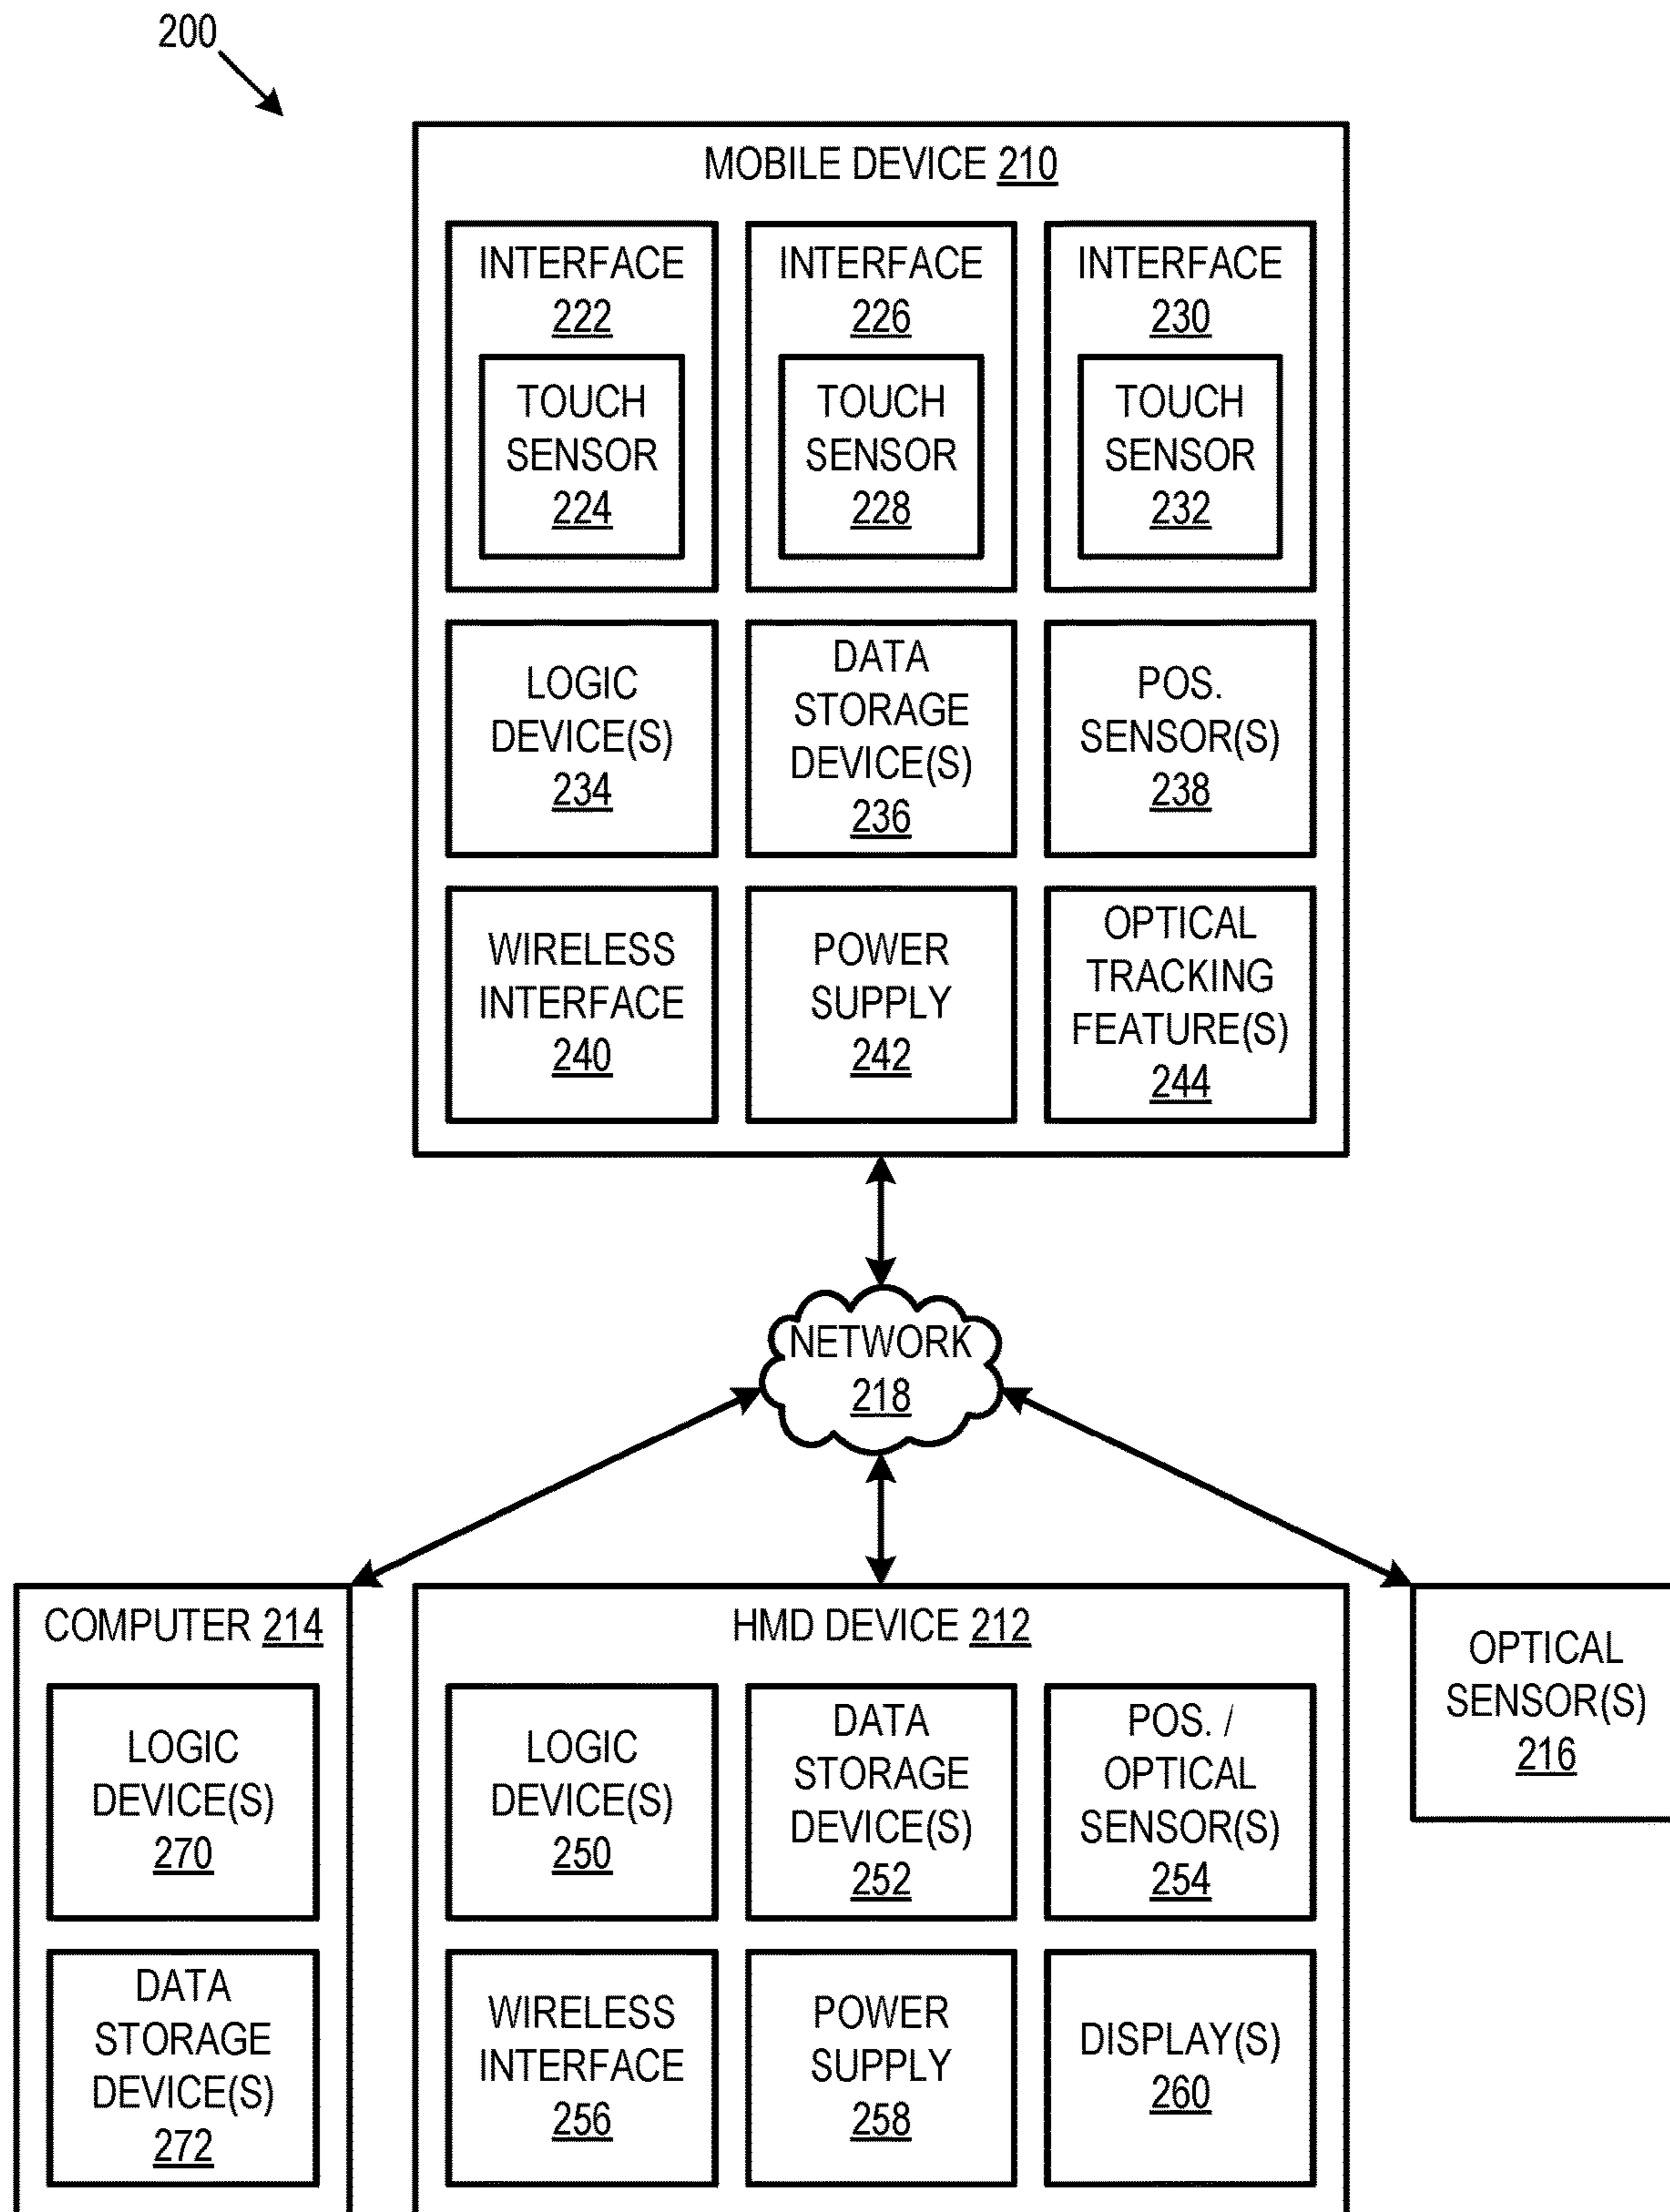 200
MOBILE DEVICE 210
INTERFACE
222
TOUCH
SENSOR
224
INTERFACE
226
TOUCH
SENSOR
228
INTERFACE
230
TOUCH
SENSOR
232
LOGIC
DEVICE(S)
234
DATA
STORAGE
DEVICE(S)
236
POS.
SENSOR(S)
238
WIRELESS
INTERFACE
240
POWER
SUPPLY
242
OPTICAL
TRACKING
FEATURE(S)
244
NETWORK
218
COMPUTER 214
LOGIC
DEVICE(S)
270
DATA
STORAGE
DEVICE(S)
272
HMD DEVICE 212
LOGIC
DEVICE(S)
250
DATA
STORAGE
DEVICE(S)
252
POS. /
OPTICAL
SENSOR(S)
254
WIRELESS
INTERFACE
256
POWER
SUPPLY
258
DISPLAY(S)
260
OPTICAL
SENSOR(S)
216